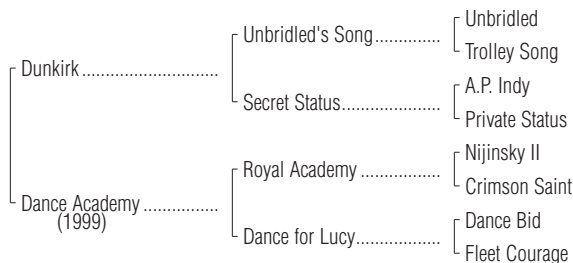 Unbridled
Unbridled's Song...............
Trolley Song
Dunkirk..............................
A.P. Indy
Secret Status.....................
Private Status
Nijinsky II
Royal Academy .................
Crimson Saint
Dance Academy ................
(1999)
Dance Bid
Dance for Lucy..................
Fleet Courage